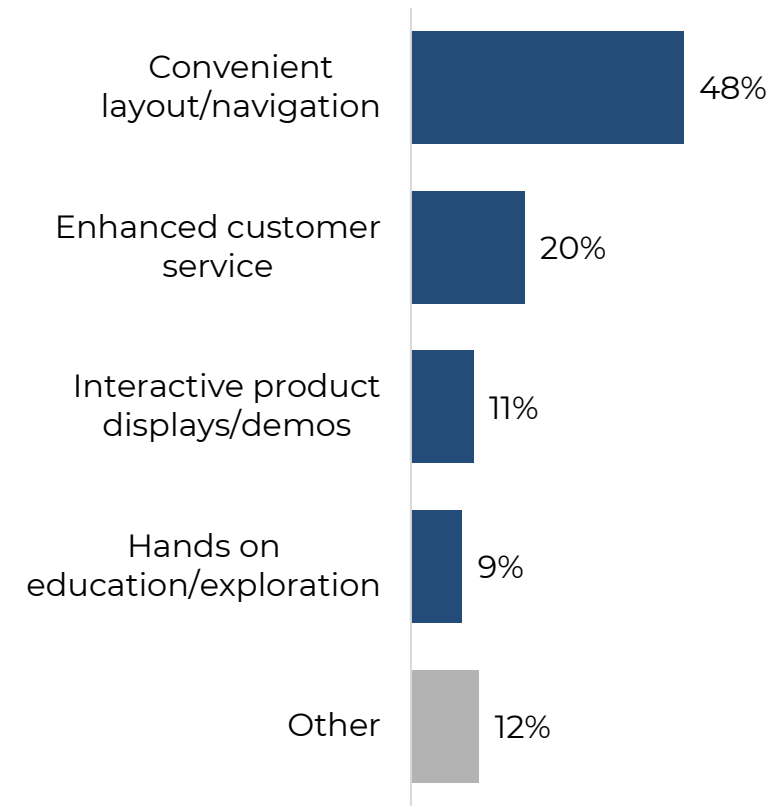 Convenient
layout/navigation
48%
Enhanced customer
service
20%
Interactive product
displays/demos
11%
Hands on
education/exploration
9%
Other
12%